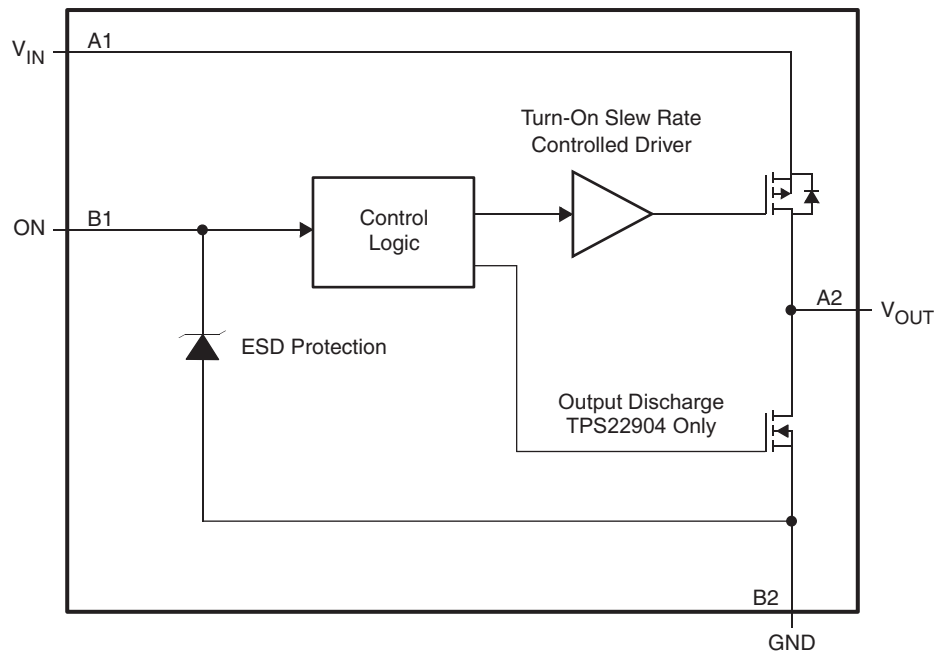 V_IN
A1
Turn-On Slew Rate
Controlled Driver
ON
B1
Control
Logic
A2
V_OUT
ESD Protection
Output Discharge
TPS22904 Only
B2
GND